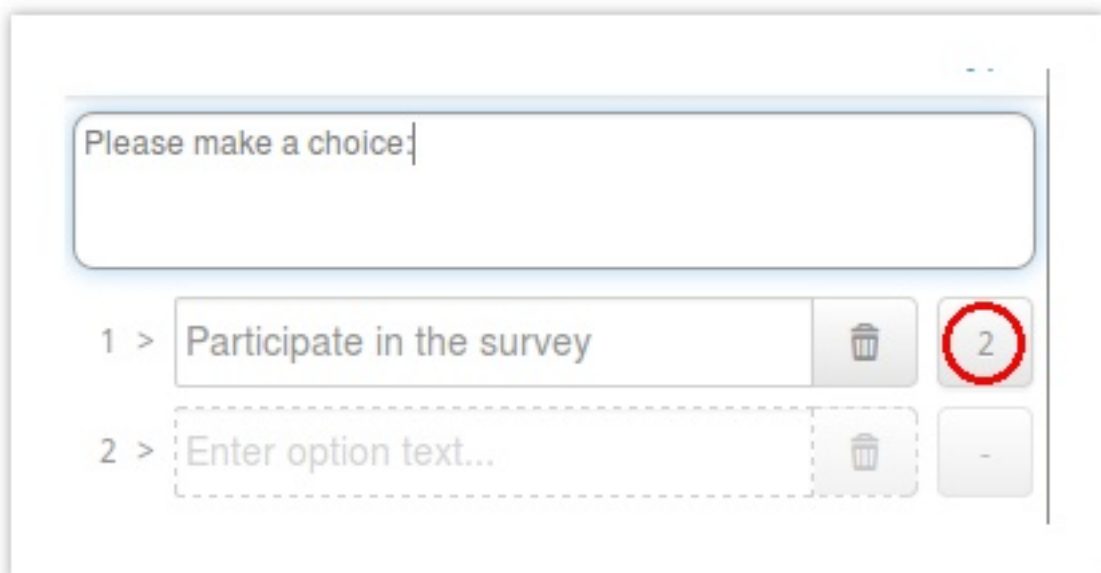 Please make a choice:
1 > Participate in the survey 2
2 > Enter option text... -